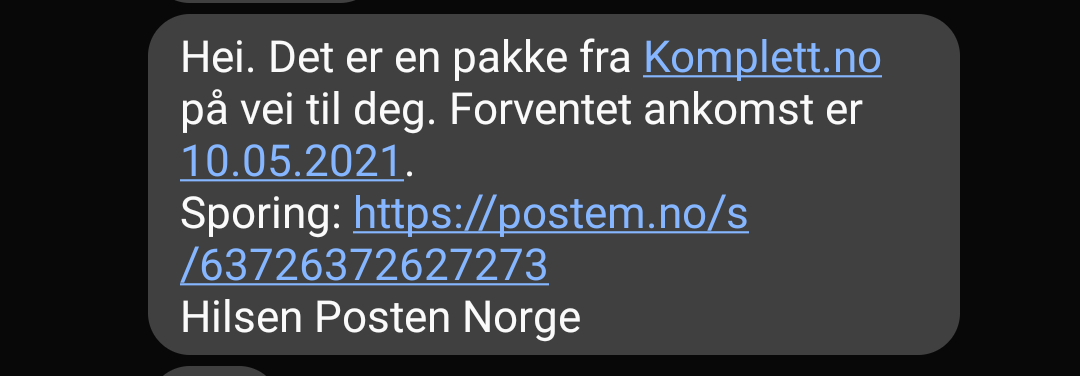 Hei. Det er en pakke fra Komplett.no
på vei til deg. Forventet ankomst er
10.05.2021.
Sporing: https://postem.no/s
/63726372627273
Hilsen Posten Norge